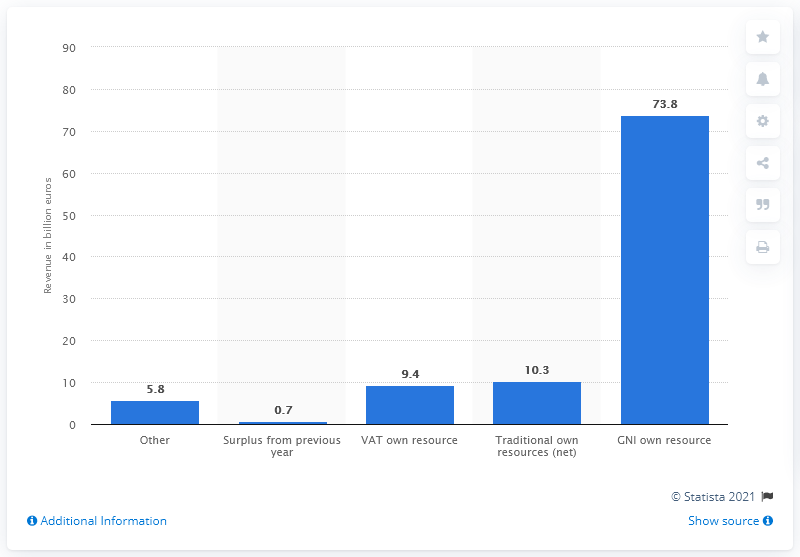 90
80
70
60
50
40
30
20
10
0
Revenue in billion euros
5.8
0.7
9.4
10.3
73.8
Other
Surplus from previous
year
VAT own resource
Traditional own
resources (net)
GNI own resource
© Statista 2021
Additional Information
Show source